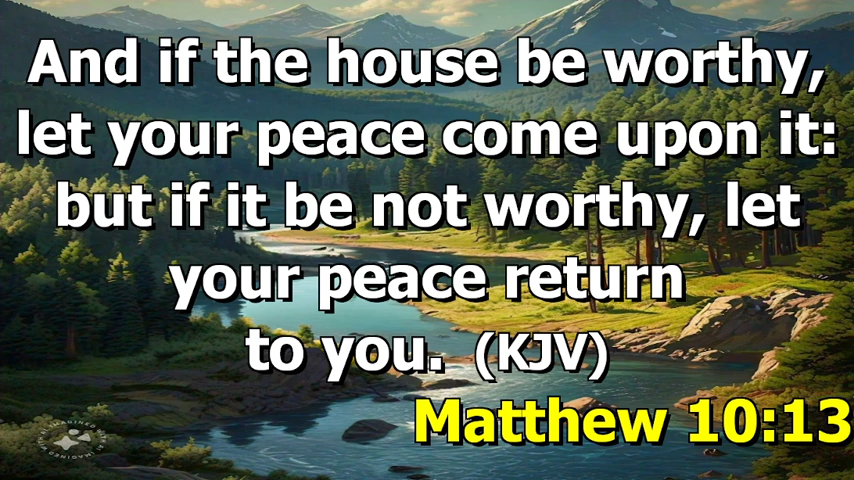 And if the house be worthy,
let your peace come upon it:
but if it be not worthy, let
your peace return
to you. (KJV)
Matthew 10:13